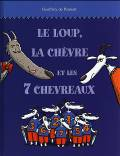 Geoffroy de Pennart
LE LOUP,
LA CHÈVRE
ET LES
7 CHEVREAUX